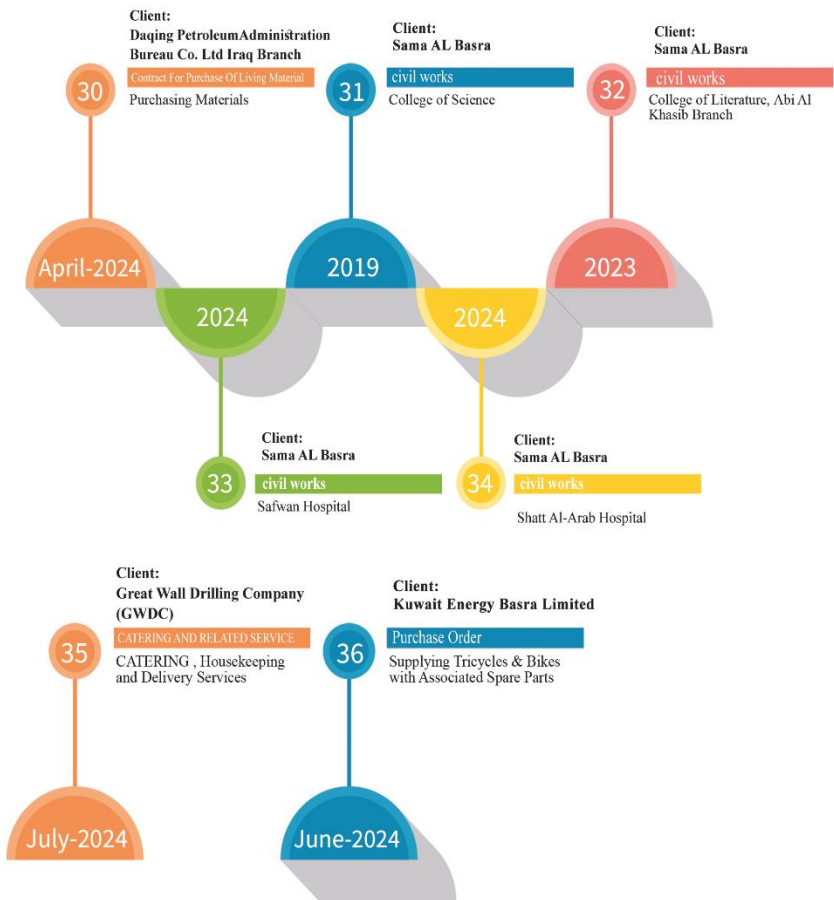 Client:
Daqing PetroleumAdministration
Bureau Co. Ltd Iraq Branch
30
Contract For Purchase Of Living Material
Purchasing Materials
April-2024
Client:
Sama AL Basra
31
civil works
College of Science
2019
Client:
Sama AL Basra
32
civil works
College of Literature, Abi Al
Khasib Branch
2023
2024
Client:
Sama AL Basra
33
civil works
Safwan Hospital
2024
Client:
Sama AL Basra
34
civil works
Shatt Al-Arab Hospital
Client:
Great Wall Drilling Company
(GWDC)
35
CATERING AND RELATED SERVICE
CATERING , Housekeeping
and Delivery Services
July-2024
Client:
Kuwait Energy Basra Limited
36
Purchase Order
Supplying Tricycles & Bikes
with Associated Spare Parts
June-2024